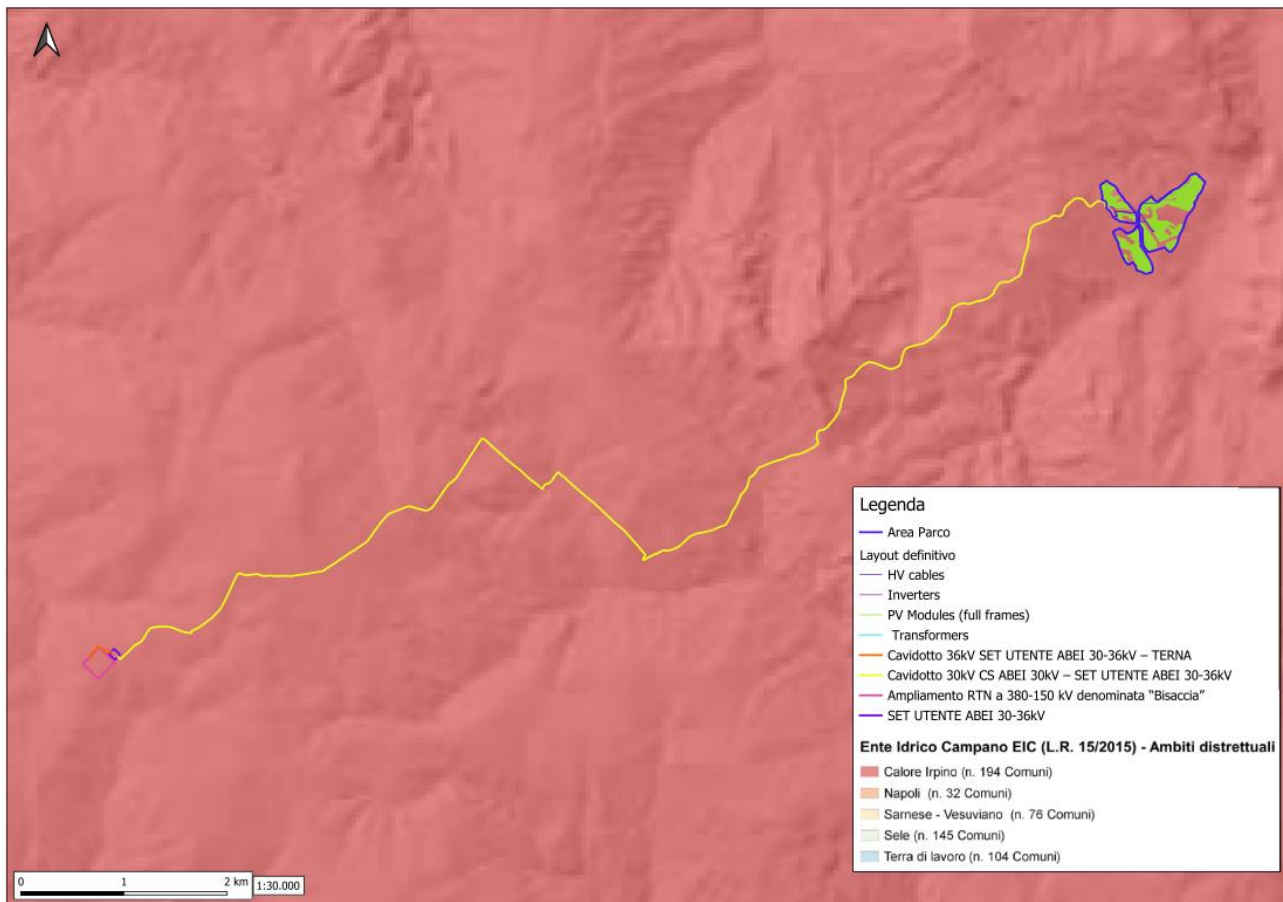 Legenda
Area Parco
Layout definitivo
HV cables
Inverters
PV Modules (full frames)
Transformers
Cavidotto 36kV SET UTENTE ABEI 30-36kV – TERNA
Cavidotto 30kV CS ABEI 30kV – SET UTENTE ABEI 30-36kV
Ampliamento RTN a 380-150 kV denominata “Bisaccia”
SET UTENTE ABEI 30-36kV
Ente Idrico Campano EIC (L.R. 15/2015) - Ambiti distrettuali
Calore Irpino (n. 194 Comuni)
Napoli (n. 32 Comuni)
Sarnese - Vesuviano (n. 76 Comuni)
Sele (n. 145 Comuni)
Terra di lavoro (n. 104 Comuni)
0 1 2 km
1:30.000